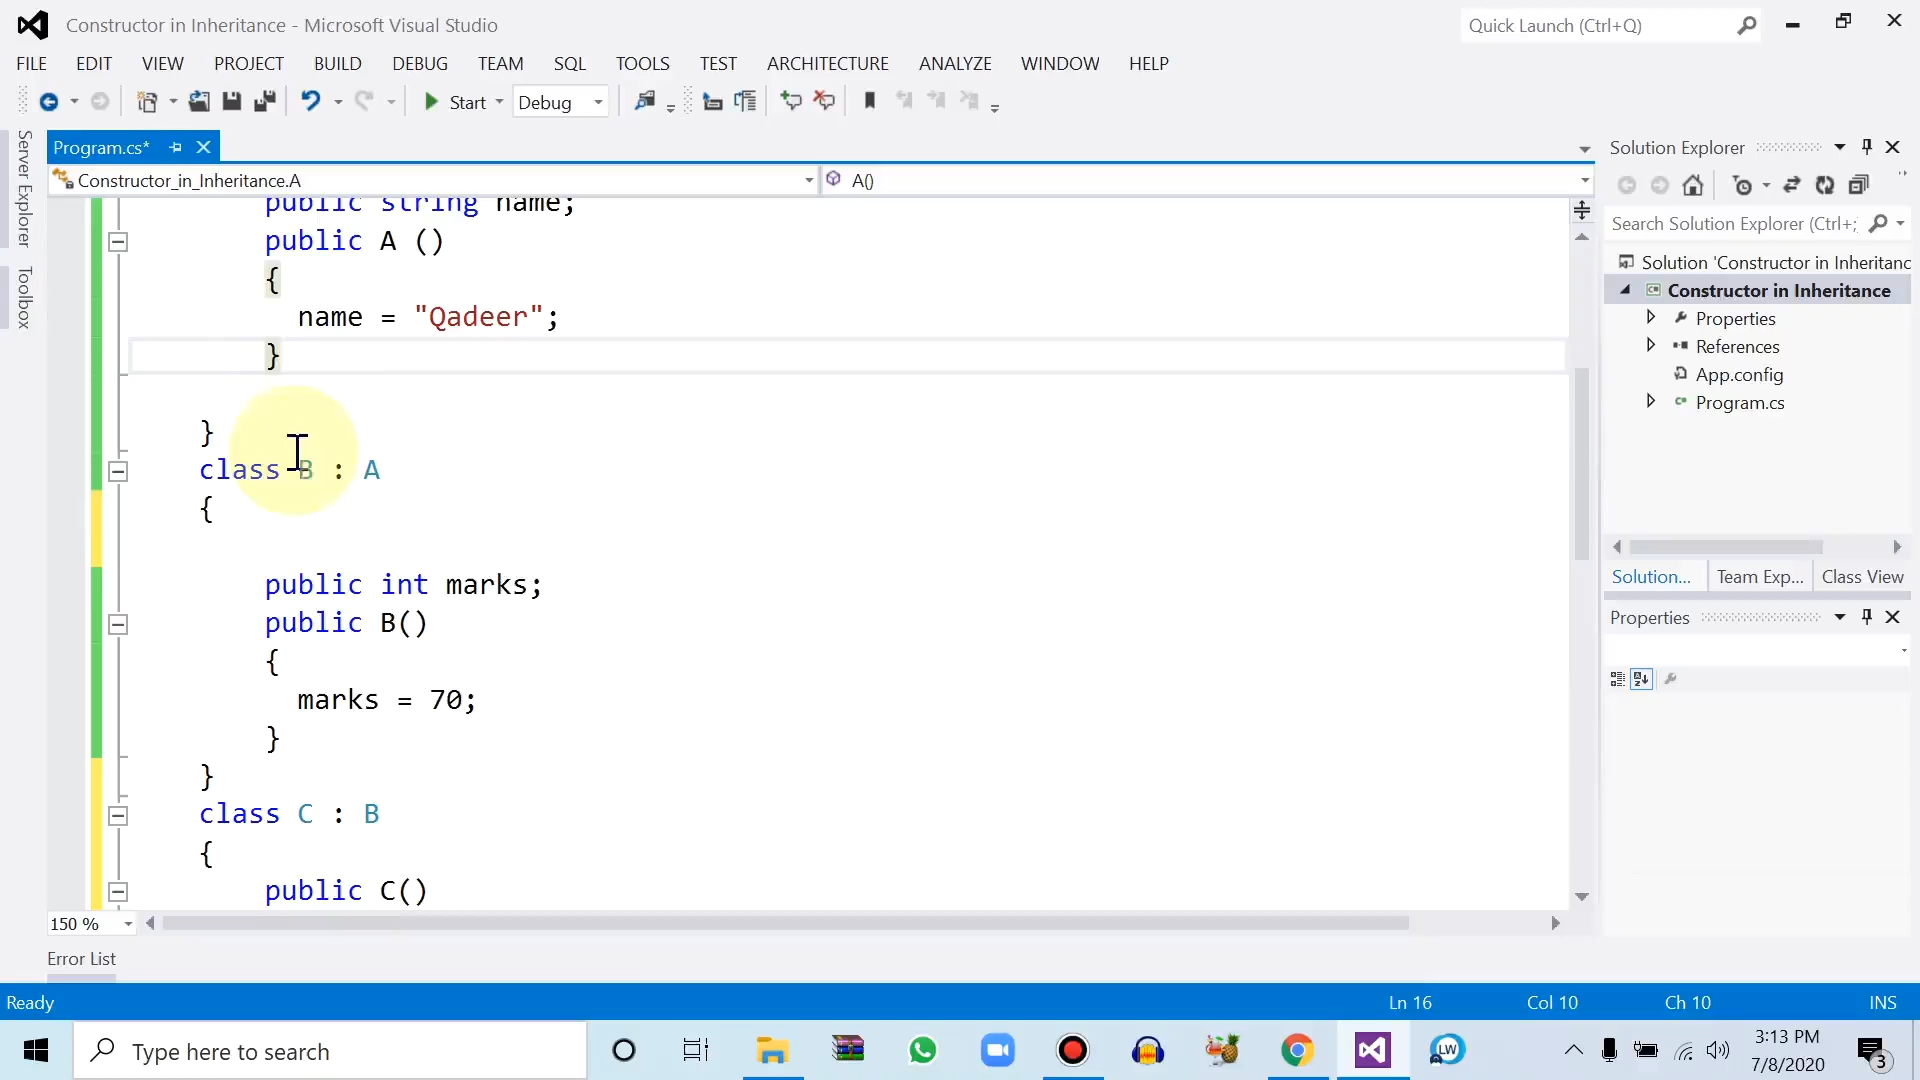 Constructor in Inheritance - Microsoft Visual Studio
Quick Launch (Ctrl+Q)
FILE EDIT VIEW PROJECT BUILD DEBUG TEAM SQL TOOLS TEST ARCHITECTURE ANALYZE WINDOW HELP
Start Debug
Server Explorer
Toolbox
Program.cs*
Constructor_in_Inheritance.A
A()
public string name;
public A ()
{
name = "Qadeer";
}
}
class B : A
{
public int marks;
public B()
{
marks = 70;
}
}
class C : B
{
public C()
150 %
Error List
Solution Explorer
Search Solution Explorer (Ctrl+;
Solution 'Constructor in Inheritanc
Constructor in Inheritance
Properties
References
App.config
Program.cs
Solution... Team Exp... Class View
Properties
Ready
Ln 16 Col 10 Ch 10 INS
Type here to search
LW
3:13 PM
7/8/2020
3